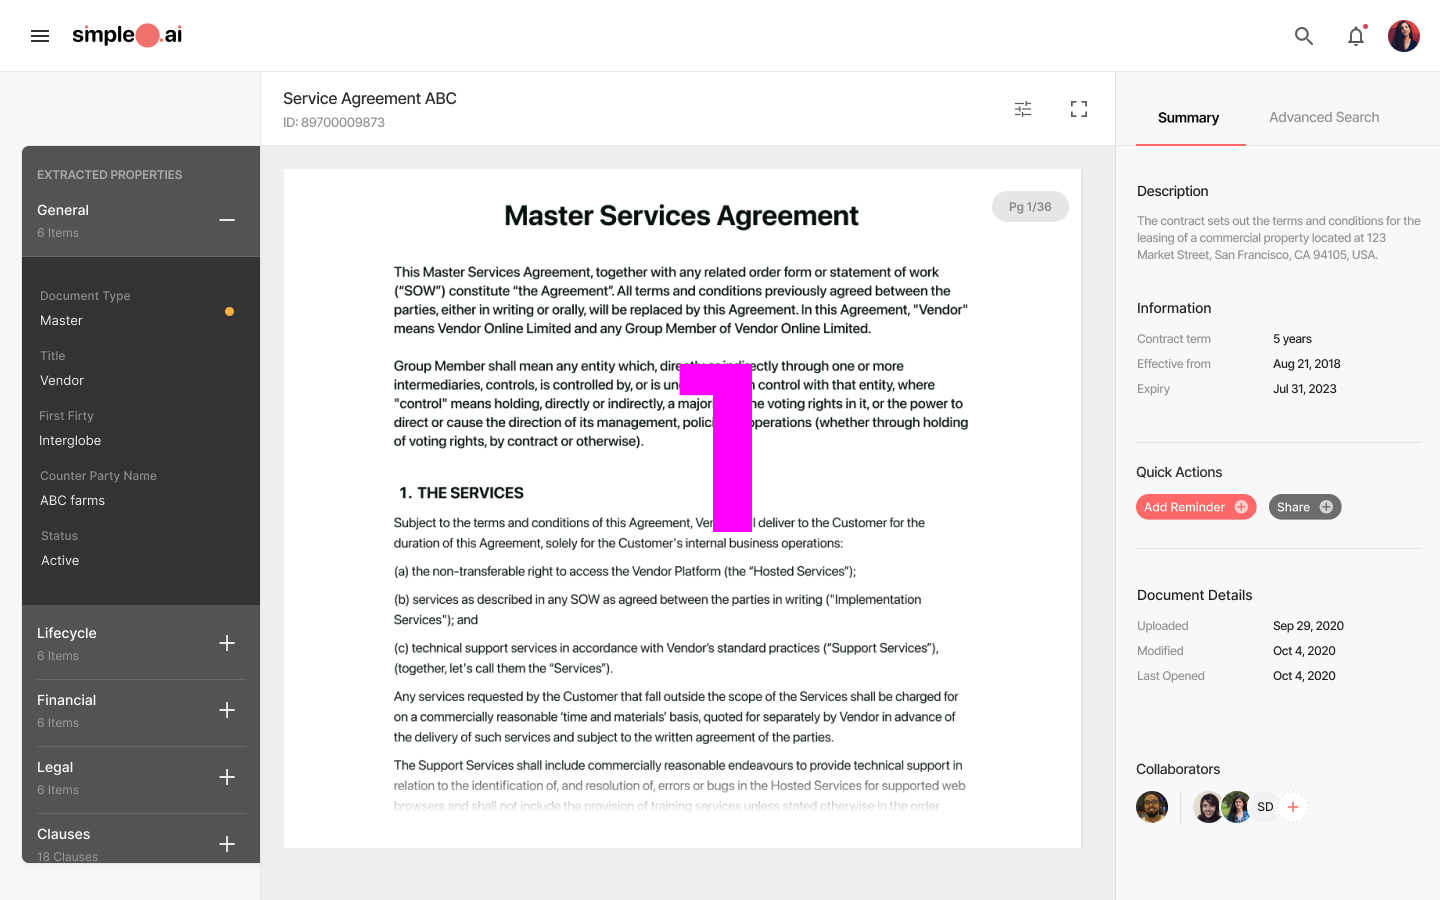 smple.ai
Service Agreement ABC
ID: 89700009873
Summary
Advanced Search
EXTRACTED PROPERTIES
General
6 Items
Document Type
Master
Title
Vendor
First Firty
Interglobe
Counter Party Name
ABC farms
Status
Active
Lifecycle
6 Items
Financial
6 Items
Legal
6 Items
Clauses
18 Clauses
Pg 1/36
Master Services Agreement
This Master Services Agreement, together with any related order form or statement of work
(“SOW”) constitute “the Agreement”. All terms and conditions previously agreed between the
parties, either in writing or orally, will be replaced by this Agreement. In this Agreement, "Vendor"
means Vendor Online Limited and any Group Member of Vendor Online Limited.
Group Member shall mean any entity which, directly or indirectly through one or more
intermediaries, controls, is controlled by, or is control with that entity, where
"control" means holding, directly or indirectly, a voting rights in it, or the power to
direct or cause the direction of its management, operations (whether through holding
of voting rights, by contract or otherwise).
1
1. THE SERVICES
Subject to the terms and conditions of this Agreement, deliver to the Customer for the
duration of this Agreement, solely for the Customer's internal business operations:
(a) the non-transferable right to access the Vendor Platform (the “Hosted Services”);
(b) services as described in any SOW as agreed between the parties in writing ("Implementation
Services"); and
(c) technical support services in accordance with Vendor’s standard practices (“Support Services”),
(together, let's call them the “Services”).
Any services requested by the Customer that fall outside the scope of the Services shall be charged for
on a commercially reasonable ‘time and materials’ basis, quoted for separately by Vendor in advance of
the delivery of such services and subject to the written agreement of the parties.
The Support Services shall include commercially reasonable endeavours to provide technical support in
relation to the identification of, and resolution of, errors or bugs in the Hosted Services for supported web
browsers and shall not include the provision of training services unless stated otherwise in the order
Description
The contract sets out the terms and conditions for the
leasing of a commercial property located at 123
Market Street, San Francisco, CA 94105, USA.
Information
Contract term 5 years
Effective from Aug 21, 2018
Expiry Jul 31, 2023
Quick Actions
Add Reminder
Share
Document Details
Uploaded Sep 29, 2020
Modified Oct 4, 2020
Last Opened Oct 4, 2020
Collaborators
SD